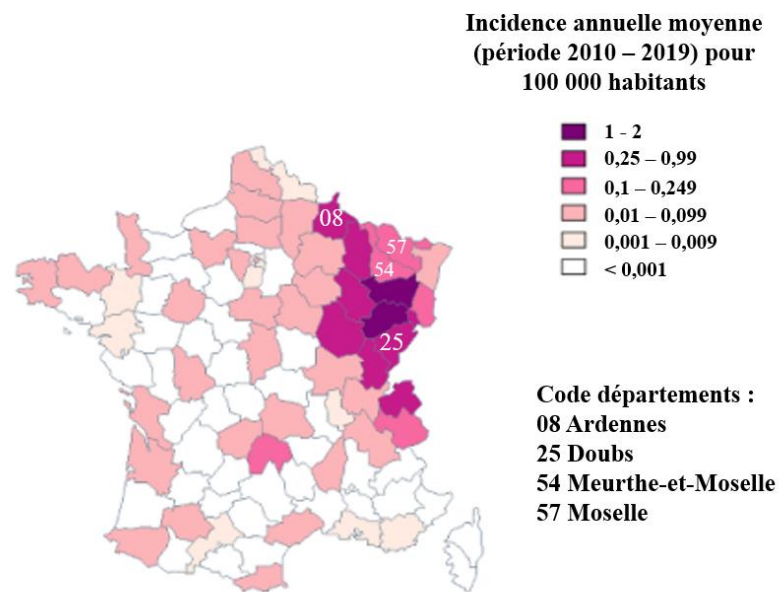 Incidence annuelle moyenne
(période 2010 – 2019) pour
100 000 habitants
1 - 2
0,25 – 0,99
0,1 – 0,249
0,01 – 0,099
0,001 – 0,009
< 0,001
08
57
54
25
Code départements :
08 Ardennes
25 Doubs
54 Meurthe-et-Moselle
57 Moselle